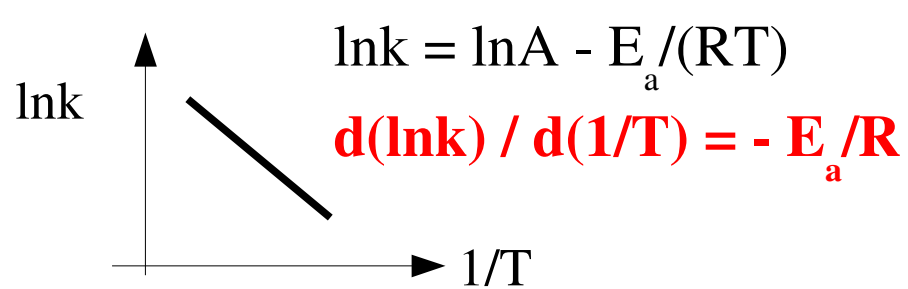 lnk = lnA - Eₐ/(RT)
lnk
d(lnk) / d(1/T) = - Eₐ/R
1/T